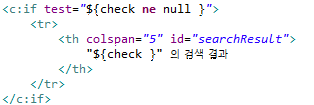 <c:if test="${check ne null }">
<tr>
<th colspan="5" id="searchResult">
"${check }" 의 검색 결과
</th>
</tr>
</c:if>